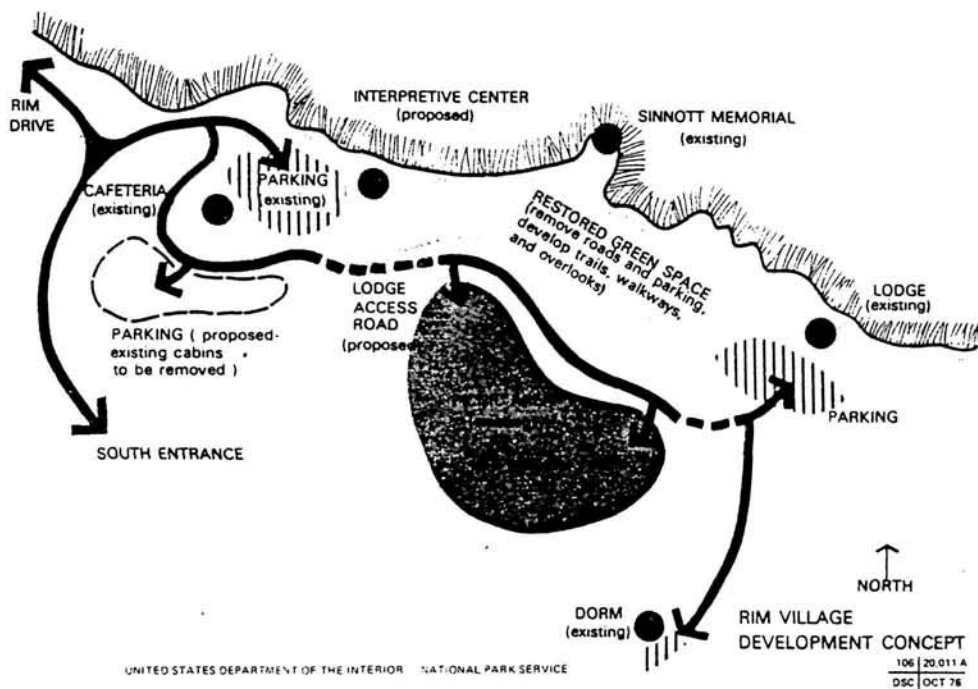 RIM
DRIVE
INTERPRETIVE CENTER
(proposed)
SINNOTT MEMORIAL
(existing)
CAFETERIA
(existing)
PARKING
(existing)
RESTORED GREEN SPACE
(remove roads and parking,
develop trails, walkways,
and overlooks)
LODGE
(existing)
LODGE
ACCESS
ROAD
(proposed)
PARKING ( proposed-
existing cabins
to be removed )
PARKING
SOUTH ENTRANCE
NORTH
DORM
(existing)
RIM VILLAGE
DEVELOPMENT CONCEPT
UNITED STATES DEPARTMENT OF THE INTERIOR NATIONAL PARK SERVICE
106 | 20,011 A
DSC | OCT 76